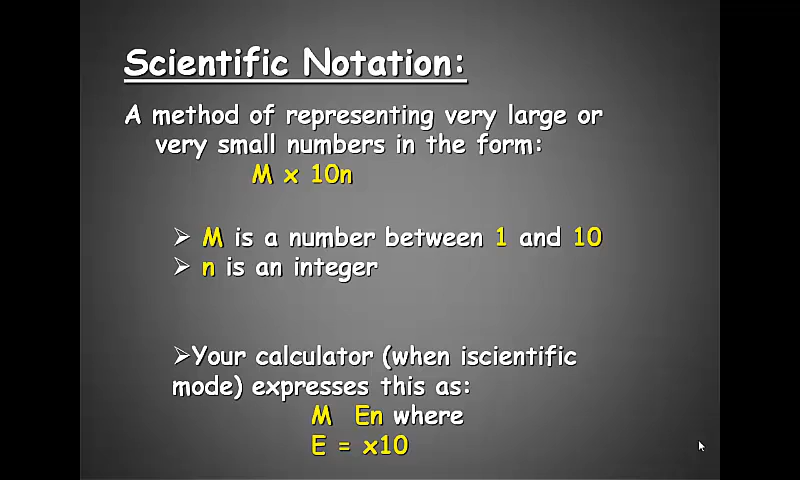 Scientific Notation:
A method of representing very large or
very small numbers in the form:
M x 10n
➢ M is a number between 1 and 10
➢ n is an integer
➢Your calculator (when iscientific
mode) expresses this as:
M En where
E = x10